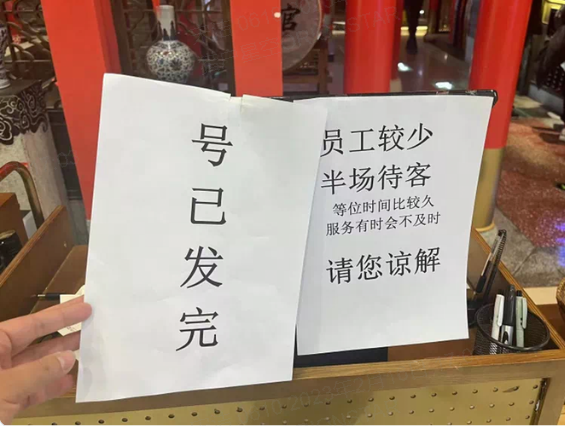 号己发完
员工较少
半场待客
等位时间比较久
服务有时会不及时
请您谅解